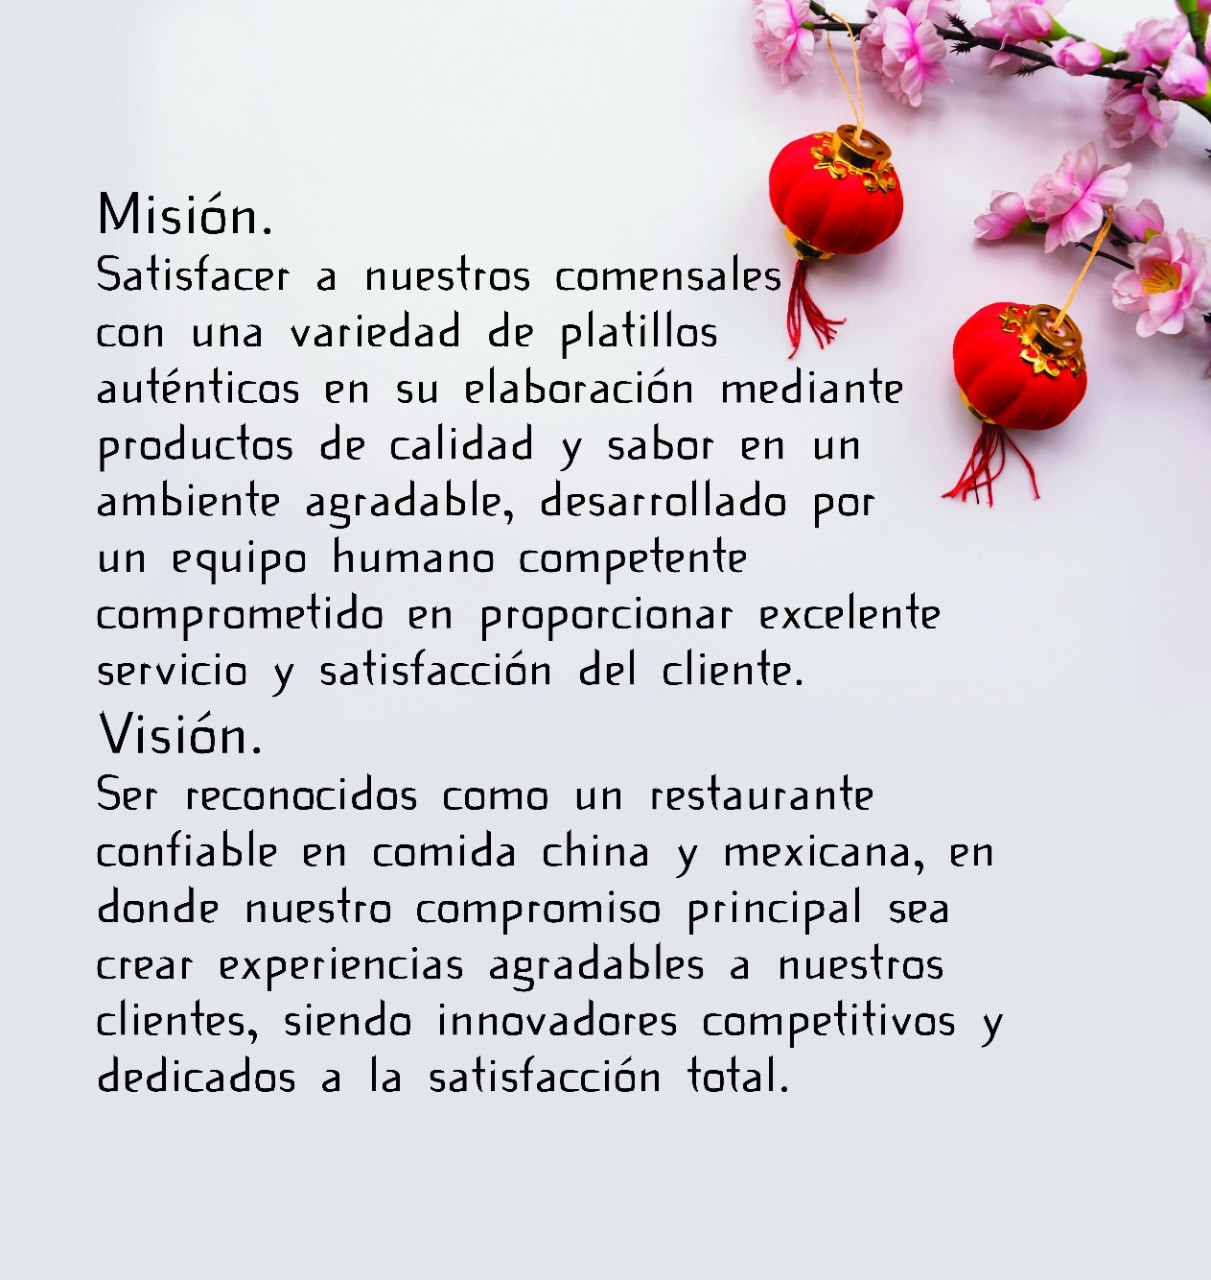 Misión.
Satisfacer a nuestros comensales
con una variedad de platillos
auténticos en su elaboración mediante
productos de calidad y sabor en un
ambiente agradable, desarrollado por
un equipo humano competente
comprometido en proporcionar excelente
servicio y satisfacción del cliente.
Visión.
Ser reconocidos como un restaurante
confiable en comida china y mexicana, en
donde nuestro compromiso principal sea
crear experiencias agradables a nuestros
clientes, siendo innovadores competitivos y
dedicados a la satisfacción total.